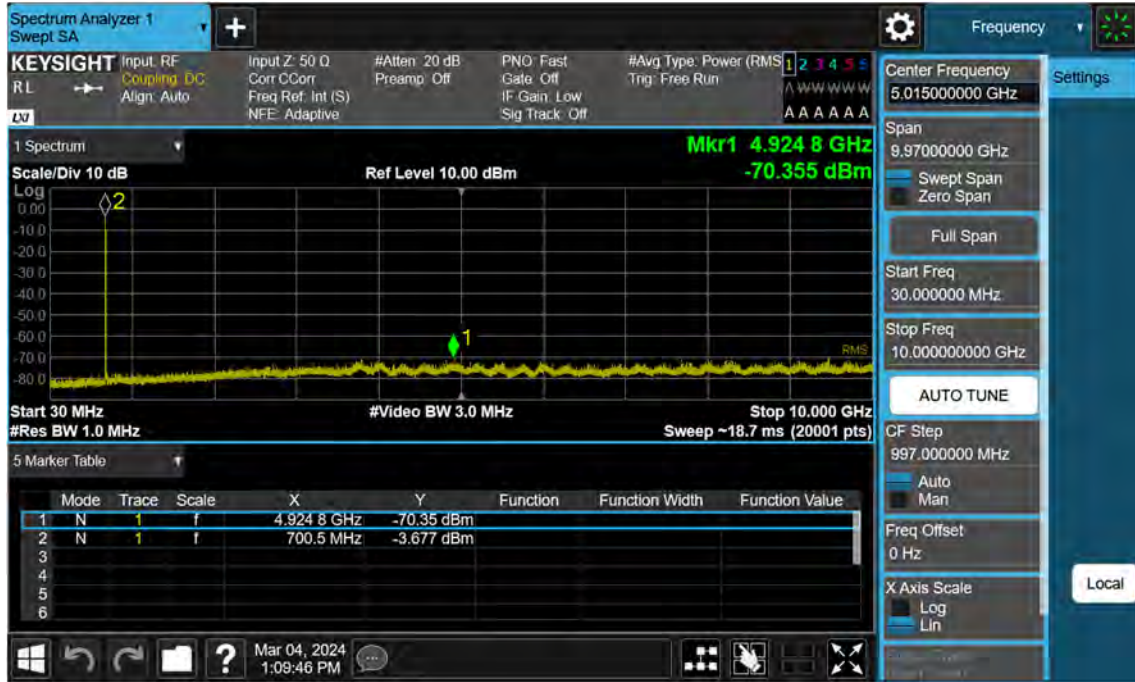 Spectrum Analyzer 1
Swept SA
+
Frequency
KEYSIGHT
RL
LXI
Input: RF
Coupling: DC
Align: Auto
Input Z: 50 Ω
Corr CCorr
Freq Ref: Int (S)
NFE: Adaptive
#Atten: 20 dB
Preamp: Off
PNO: Fast
Gate: Off
IF Gain: Low
Sig Track: Off
#Avg Type: Power (RMS
Trig: Free Run
1 2 3 4 5 6
A W W W W W
A A A A A A
1 Spectrum
Scale/Div 10 dB
Ref Level 10.00 dBm
Mkr1 4.924 8 GHz
-70.355 dBm
Log
0.00
-10.0
-20.0
-30.0
-40.0
-50.0
-60.0
-70.0
-80.0
2
1
RMS
Start 30 MHz
#Video BW 3.0 MHz
Stop 10.000 GHz
#Res BW 1.0 MHz
Sweep ~18.7 ms (20001 pts)
5 Marker Table
Mode Trace Scale X Y Function Function Width Function Value
1 N 1 f 4.924 8 GHz -70.35 dBm
2 N 1 f 700.5 MHz -3.677 dBm
3
4
5
6
?
Mar 04, 2024
1:09:46 PM
Center Frequency
5.015000000 GHz
Settings
Span
9.97000000 GHz
Swept Span
Zero Span
Full Span
Start Freq
30.000000 MHz
Stop Freq
10.000000000 GHz
AUTO TUNE
CF Step
997.000000 MHz
Auto
Man
Freq Offset
0 Hz
X Axis Scale
Log
Lin
Local